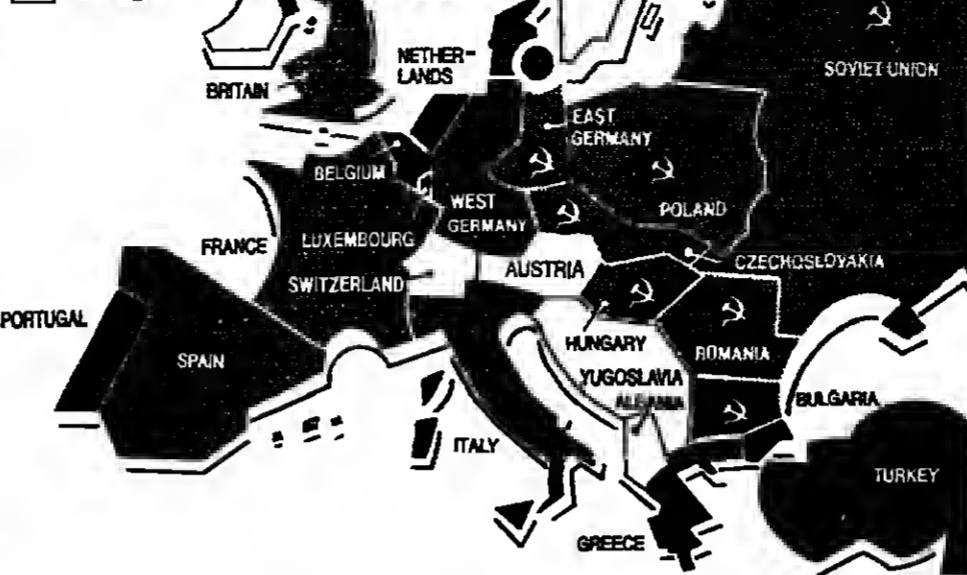 SOVIET UNION
NETHER-
LANDS
BRITAIN
EAST
GERMANY
BELGIUM
WEST
GERMANY
POLAND
LUXEMBOURG
FRANCE
CZECHOSLOVAKIA
AUSTRIA
SWITZERLAND
PORTUGAL
HUNGARY
ROMANIA
SPAIN
YUGOSLAVIA
ALBANIA
BULGARIA
ITALY
TURKEY
GREECE